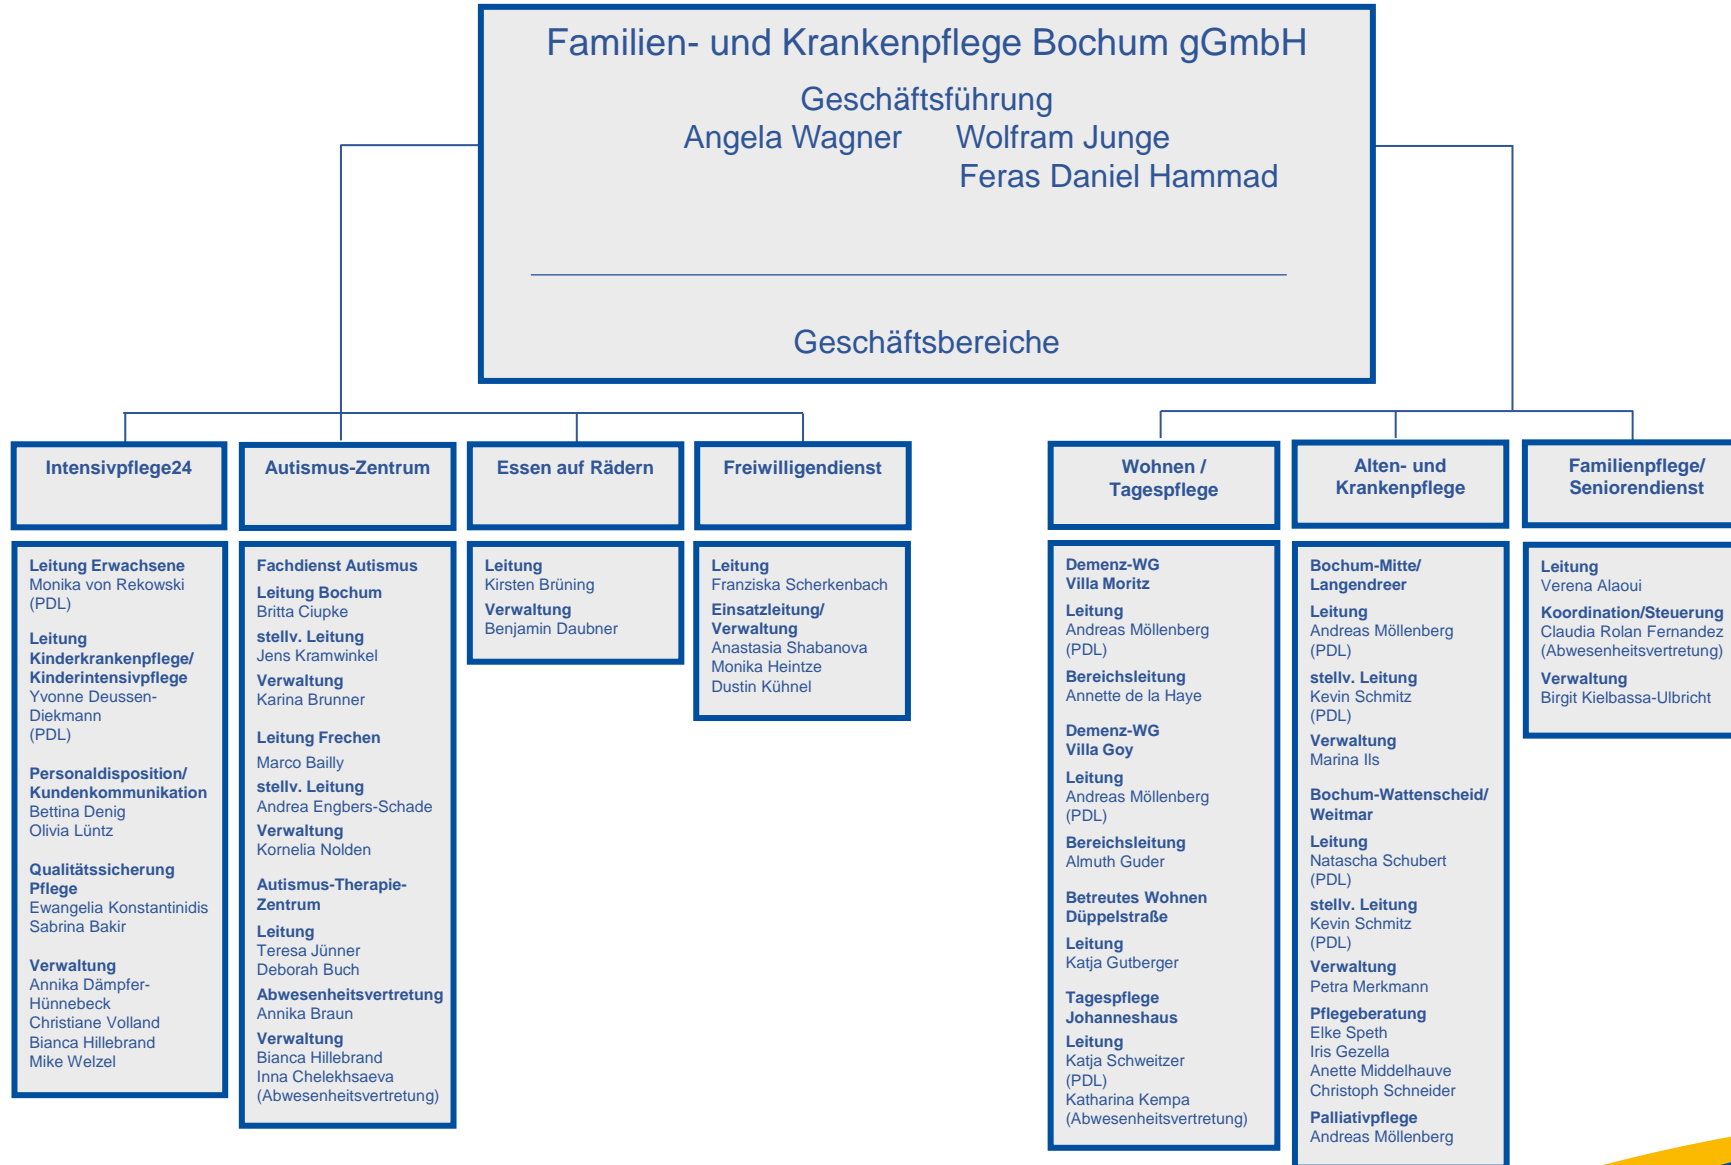 Familien- und Krankenpflege Bochum gGmbH
Geschäftsführung
Angela Wagner Wolfram Junge
Feras Daniel Hammad
Geschäftsbereiche
Intensivpflege24
Leitung Erwachsene
Monika von Rekowski
(PDL)
Leitung
Kinderkrankenpflege/
Kinderintensivpflege
Yvonne Deussen-
Diekmann
(PDL)
Personaldisposition/
Kundenkommunikation
Bettina Denig
Olivia Lüntz
Qualitätssicherung
Pflege
Ewangelia Konstantinidis
Sabrina Bakir
Verwaltung
Annika Dämpfer-
Hünnebeck
Christiane Volland
Bianca Hillebrand
Mike Welzel
Autismus-Zentrum
Fachdienst Autismus
Leitung Bochum
Britta Ciupke
stellv. Leitung
Jens Kramwinkel
Verwaltung
Karina Brunner
Leitung Frechen
Marco Bailly
stellv. Leitung
Andrea Engbers-Schade
Verwaltung
Kornelia Nolden
Autismus-Therapie-
Zentrum
Leitung
Teresa Jünner
Deborah Buch
Abwesenheitsvertretung
Annika Braun
Verwaltung
Bianca Hillebrand
Inna Chelekhsaeva
(Abwesenheitsvertretung)
Essen auf Rädern
Leitung
Kirsten Brüning
Verwaltung
Benjamin Daubner
Freiwilligendienst
Leitung
Franziska Scherkenbach
Einsatzleitung/
Verwaltung
Anastasia Shabanova
Monika Heintze
Dustin Kühnel
Wohnen /
Tagespflege
Demenz-WG
Villa Moritz
Leitung
Andreas Möllenberg
(PDL)
Bereichsleitung
Annette de la Haye
Demenz-WG
Villa Goy
Leitung
Andreas Möllenberg
(PDL)
Bereichsleitung
Almuth Guder
Betreutes Wohnen
Düppelstraße
Leitung
Katja Gutberger
Tagespflege
Johanneshaus
Leitung
Katja Schweitzer
(PDL)
Katharina Kempa
(Abwesenheitsvertretung)
Alten- und
Krankenpflege
Bochum-Mitte/
Langendreer
Leitung
Andreas Möllenberg
(PDL)
stellv. Leitung
Kevin Schmitz
(PDL)
Verwaltung
Marina Ils
Bochum-Wattenscheid/
Weitmar
Leitung
Natascha Schubert
(PDL)
stellv. Leitung
Kevin Schmitz
(PDL)
Verwaltung
Petra Merkmann
Pflegeberatung
Elke Speth
Iris Gezella
Anette Middelhauve
Christoph Schneider
Palliativpflege
Andreas Möllenberg
Familienpflege/
Seniorendienst
Leitung
Verena Alaoui
Koordination/Steuerung
Claudia Rolan Fernandez
(Abwesenheitsvertretung)
Verwaltung
Birgit Kielbassa-Ulbricht